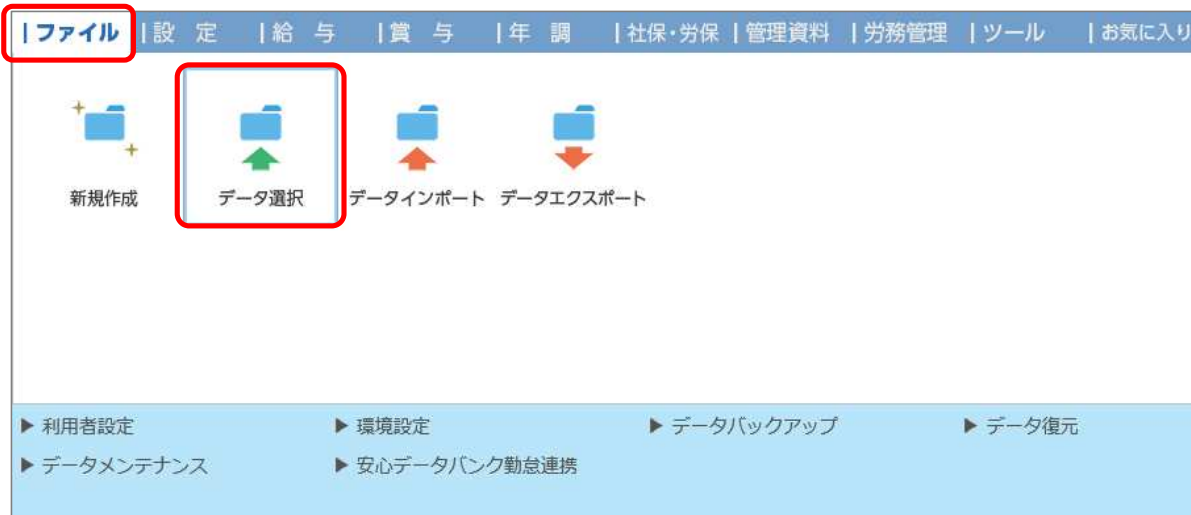 |ファイル |設 定 |給 与 |賞 与 |年 調 |社保・労保 |管理資料 |労務管理 |ツール |お気に入り
新規作成 データ選択 データインポート データエクスポート
▶ 利用者設定 ▶ 環境設定 ▶ データバックアップ ▶ データ復元
▶ データメンテナンス ▶ 安心データバンク勤怠連携